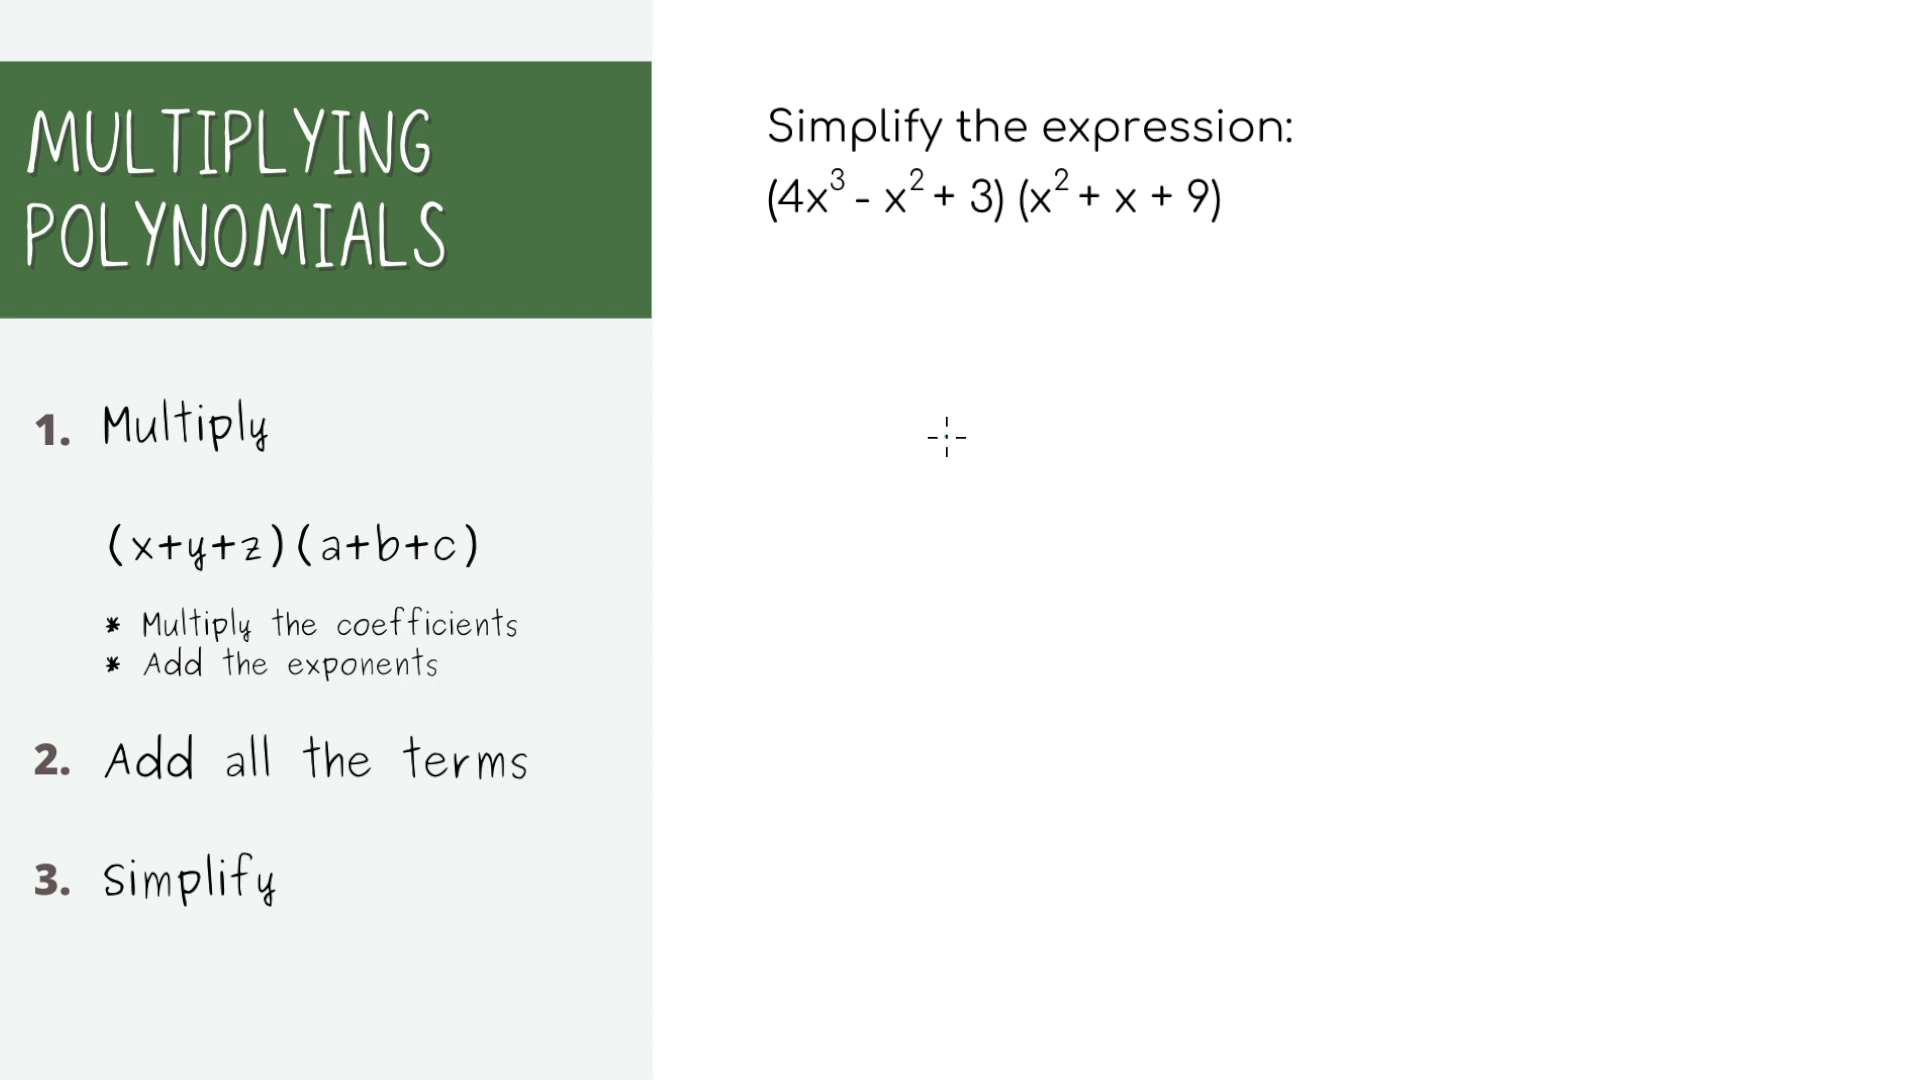 MULTIPLYING
POLYNOMIALS
1. Multiply
(x+y+z)(a+b+c)
* Multiply the coefficients
* Add the exponents
2. Add all the terms
3. Simplify
Simplify the expression:
(4x³ - x² + 3) (x² + x + 9)